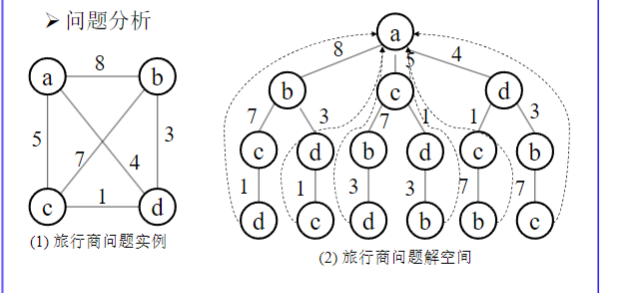 ➢ 问题分析
a 8 b
5 7 4 3
c 1 d
(1) 旅行商问题实例
a
8 5 4
b c d
7 3 7 1 1 3
c d b d c b
1 1 3 3 7 7
d c d b b c
(2) 旅行商问题解空间